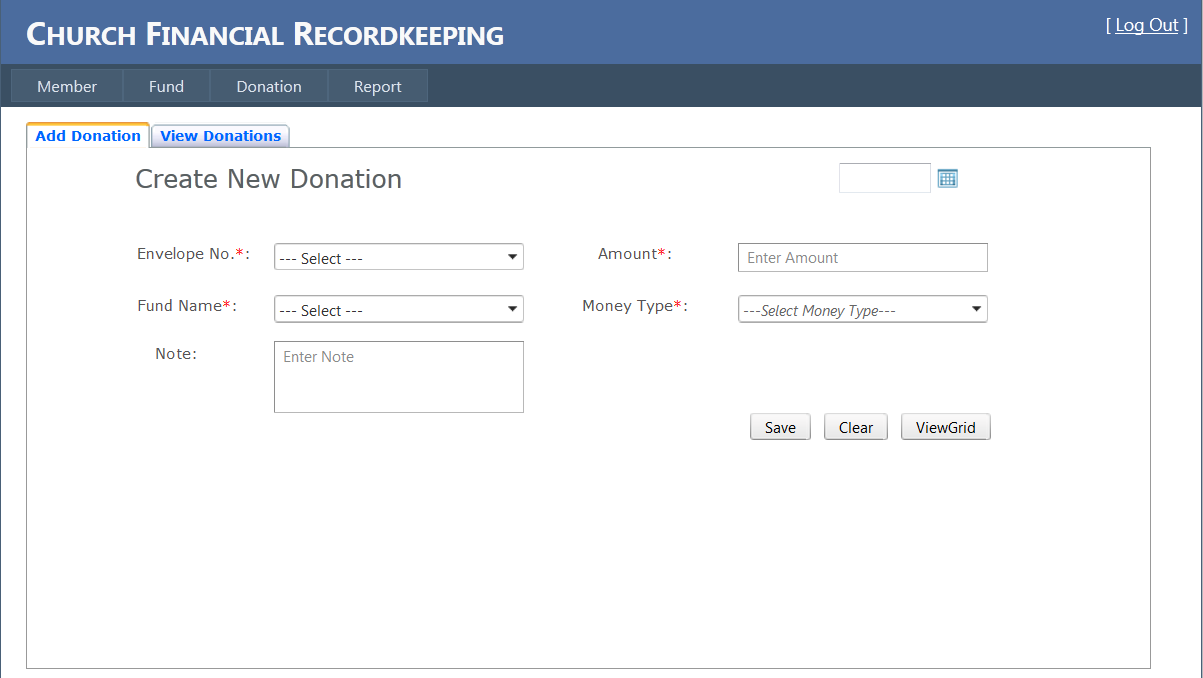 CHURCH FINANCIAL RECORDKEEPING
[ Log Out ]
Member Fund Donation Report
Add Donation View Donations
Create New Donation
Envelope No.*: --- Select --- Amount*: Enter Amount
Fund Name*: --- Select --- Money Type*: ---Select Money Type---
Note: Enter Note
Save Clear ViewGrid